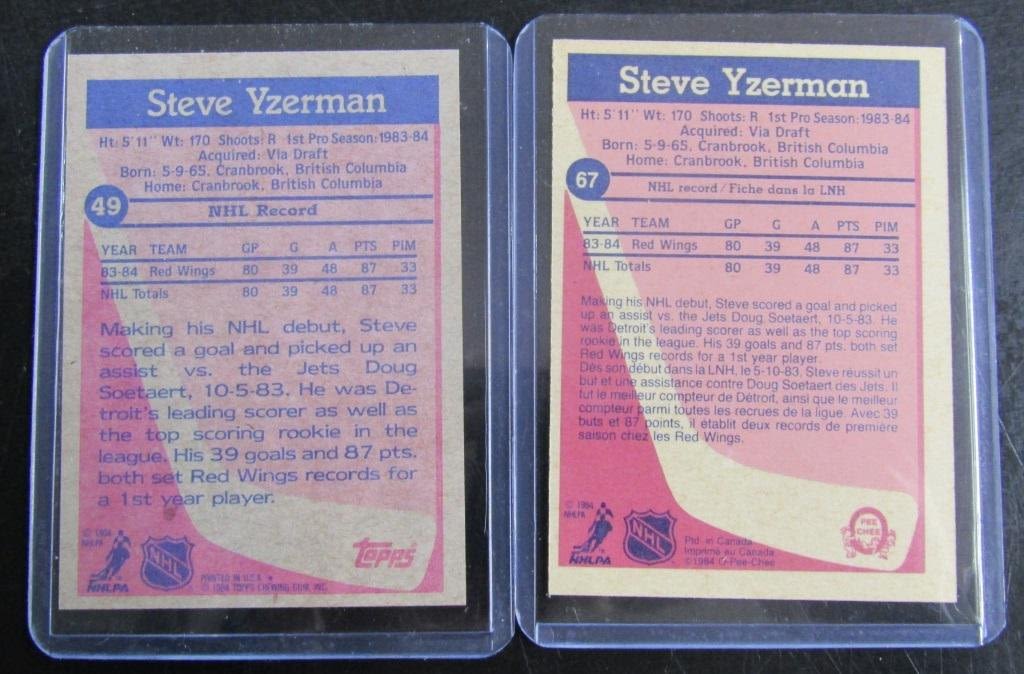 Steve Yzerman
Ht: 5'11" Wt: 170 Shoots: R 1st Pro Season: 1983-84
Acquired: Via Draft
Born: 5-9-65, Cranbrook, British Columbia
Home: Cranbrook, British Columbia
49
NHL Record
YEAR TEAM GP G A PTS PIM
83-84 Red Wings 80 39 48 87 33
NHL Totals 80 39 48 87 33
Making his NHL debut, Steve
scored a goal and picked up an
assist vs. the Jets Doug
Soetaert, 10-5-83. He was De-
troit's leading scorer as well as
the top scoring rookie in the
league. His 39 goals and 87 pts.
both set Red Wings records for
a 1st year player.
© 1984
NHLPA
NHLPA
NHL
topps
PRINTED IN U.S.A. ★
© 1984 TOPPS CHEWING GUM, INC.
Steve Yzerman
Ht: 5'11" Wt: 170 Shoots: R 1st Pro Season: 1983-84
Acquired: Via Draft
Born: 5-9-65, Cranbrook, British Columbia
Home: Cranbrook, British Columbia
67
NHL record / Fiche dans la LNH
YEAR TEAM GP G A PTS PIM
83-84 Red Wings 80 39 48 87 33
NHL Totals 80 39 48 87 33
Making his NHL debut, Steve scored a goal and picked
up an assist vs. the Jets Doug Soetaert, 10-5-83. He
was Detroit's leading scorer as well as the top scoring
rookie in the league. His 39 goals and 87 pts. both set
Red Wings records for a 1st year player.
Dès son début dans la LNH, le 5-10-83, Steve réussit un
but et une assistance contre Doug Soetaert des Jets. Il
fut le meilleur compteur de Détroit, ainsi que le meilleur
compteur parmi toutes les recrues de la ligue. Avec 39
buts et 87 points, il établit deux records de première
saison chez les Red Wings.
© 1984
NHLPA
NHLPA
NHL
Ptd. in Canada
Imprimé au Canada
©1984 O-Pee-Chee
O
PEE
CHEE